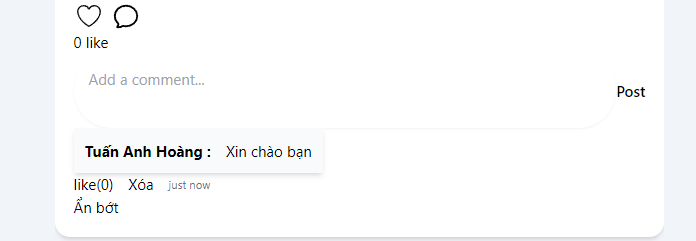 0 like
Add a comment...
Post
Tuấn Anh Hoàng : Xin chào bạn
like(0) Xóa just now
Ẩn bớt